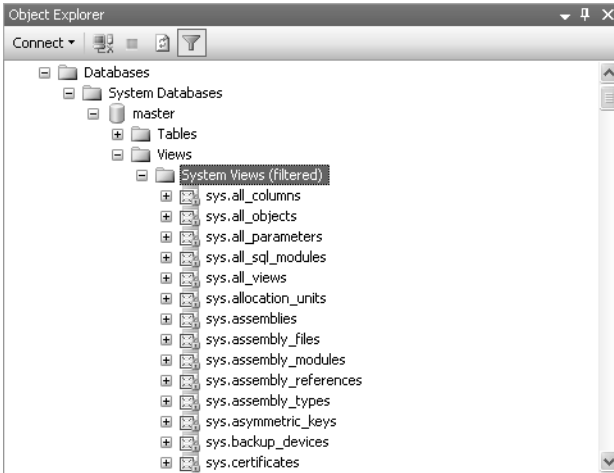 Object Explorer
Connect
Databases
System Databases
master
Tables
Views
System Views (filtered)
sys.all_columns
sys.all_objects
sys.all_parameters
sys.all_sql_modules
sys.all_views
sys.allocation_units
sys.assemblies
sys.assembly_files
sys.assembly_modules
sys.assembly_references
sys.assembly_types
sys.asymmetric_keys
sys.backup_devices
sys.certificates